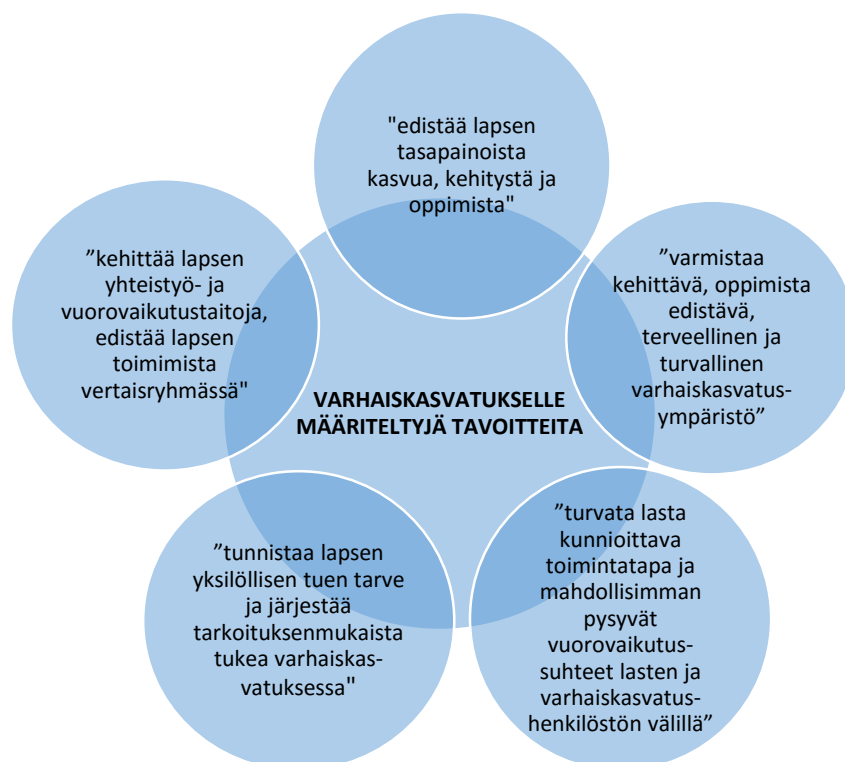 "edistää lapsen
tasapainoista
kasvua, kehitystä ja
oppimista"
”kehittää lapsen
yhteistyö- ja
vuorovaikutustaitoja,
edistää lapsen
toimimista
vertaisryhmässä"
”varmistaa
kehittävä, oppimista
edistävä,
terveellinen ja
turvallinen
varhaiskasvatus-
ympäristö”
VARHAISKASVATUKSELLE
MÄÄRITELTYJÄ TAVOITTEITA
”tunnistaa lapsen
yksilöllisen tuen tarve
ja järjestää
tarkoituksenmukaista
tukea varhaiskas-
vatuksessa"
”turvata lasta
kunnioittava
toimintatapa ja
mahdollisimman
pysyvät
vuorovaikutus-
suhteet lasten ja
varhaiskasvatus-
henkilöstön välillä”